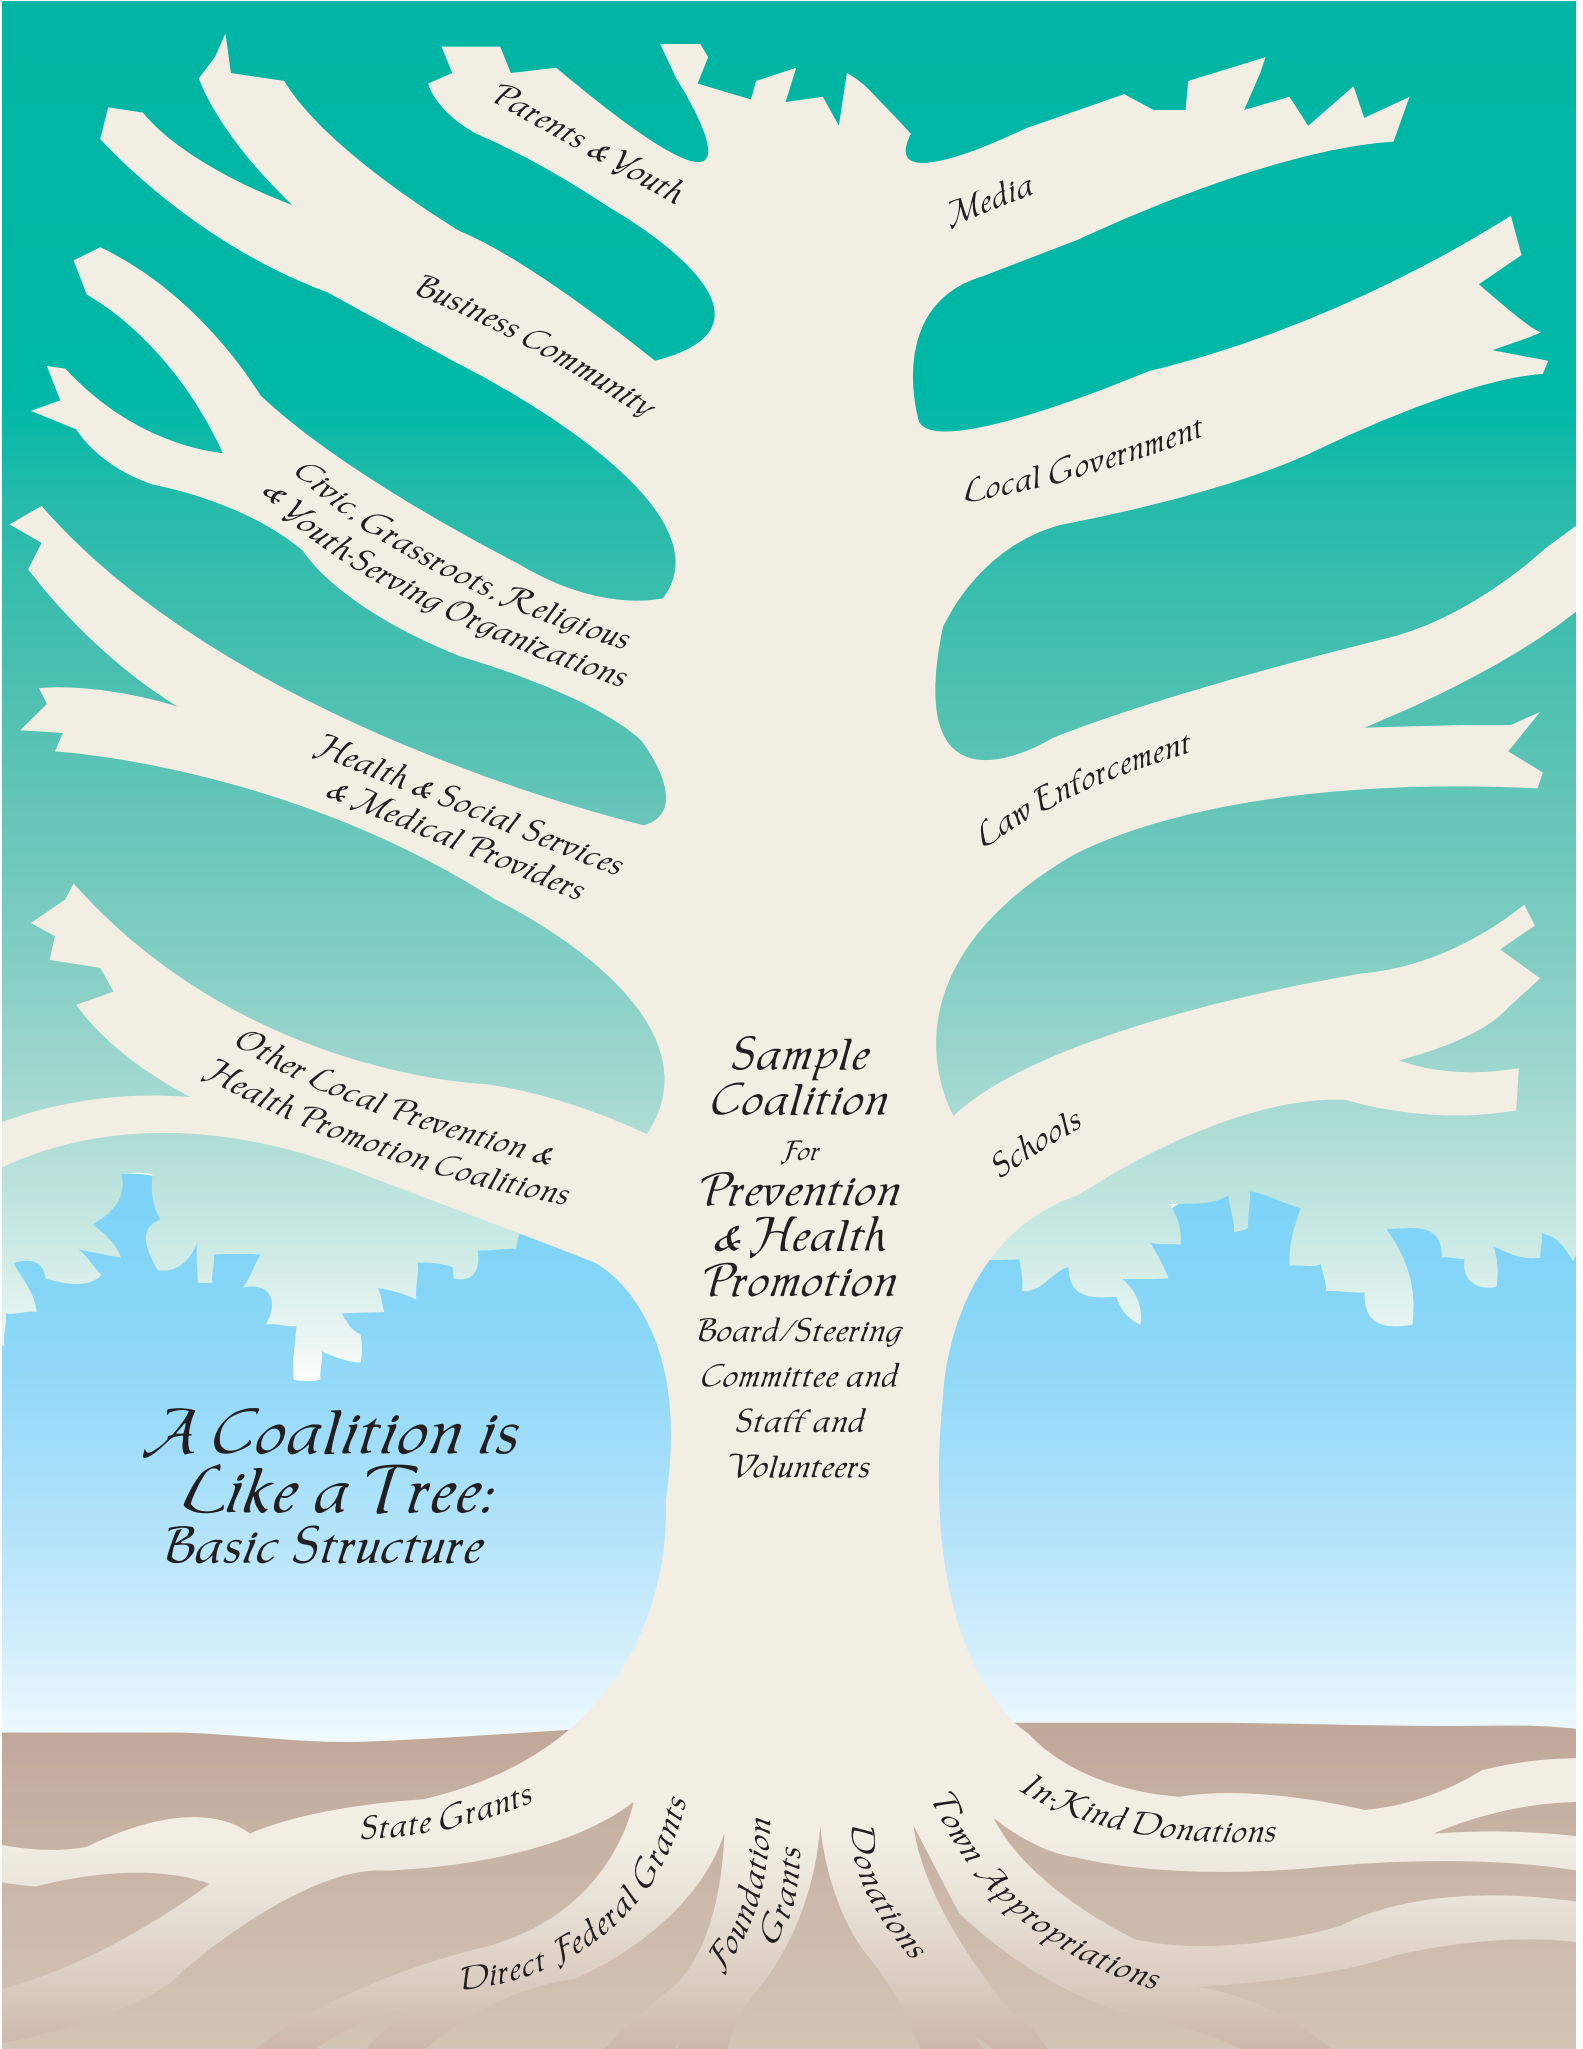 Parents & Youth
Media
Business Community
Local Government
Civic, Grassroots, Religious
& Youth-Serving Organizations
Law Enforcement
Health & Social Services
& Medical Providers
Other Local Prevention &
Health Promotion Coalitions
Schools
Sample
Coalition
For
Prevention
& Health
Promotion
Board/Steering
Committee and
Staff and
Volunteers
A Coalition is
Like a Tree:
Basic Structure
State Grants
Direct Federal Grants
Foundation
Grants
Donations
Town Appropriations
In-Kind Donations